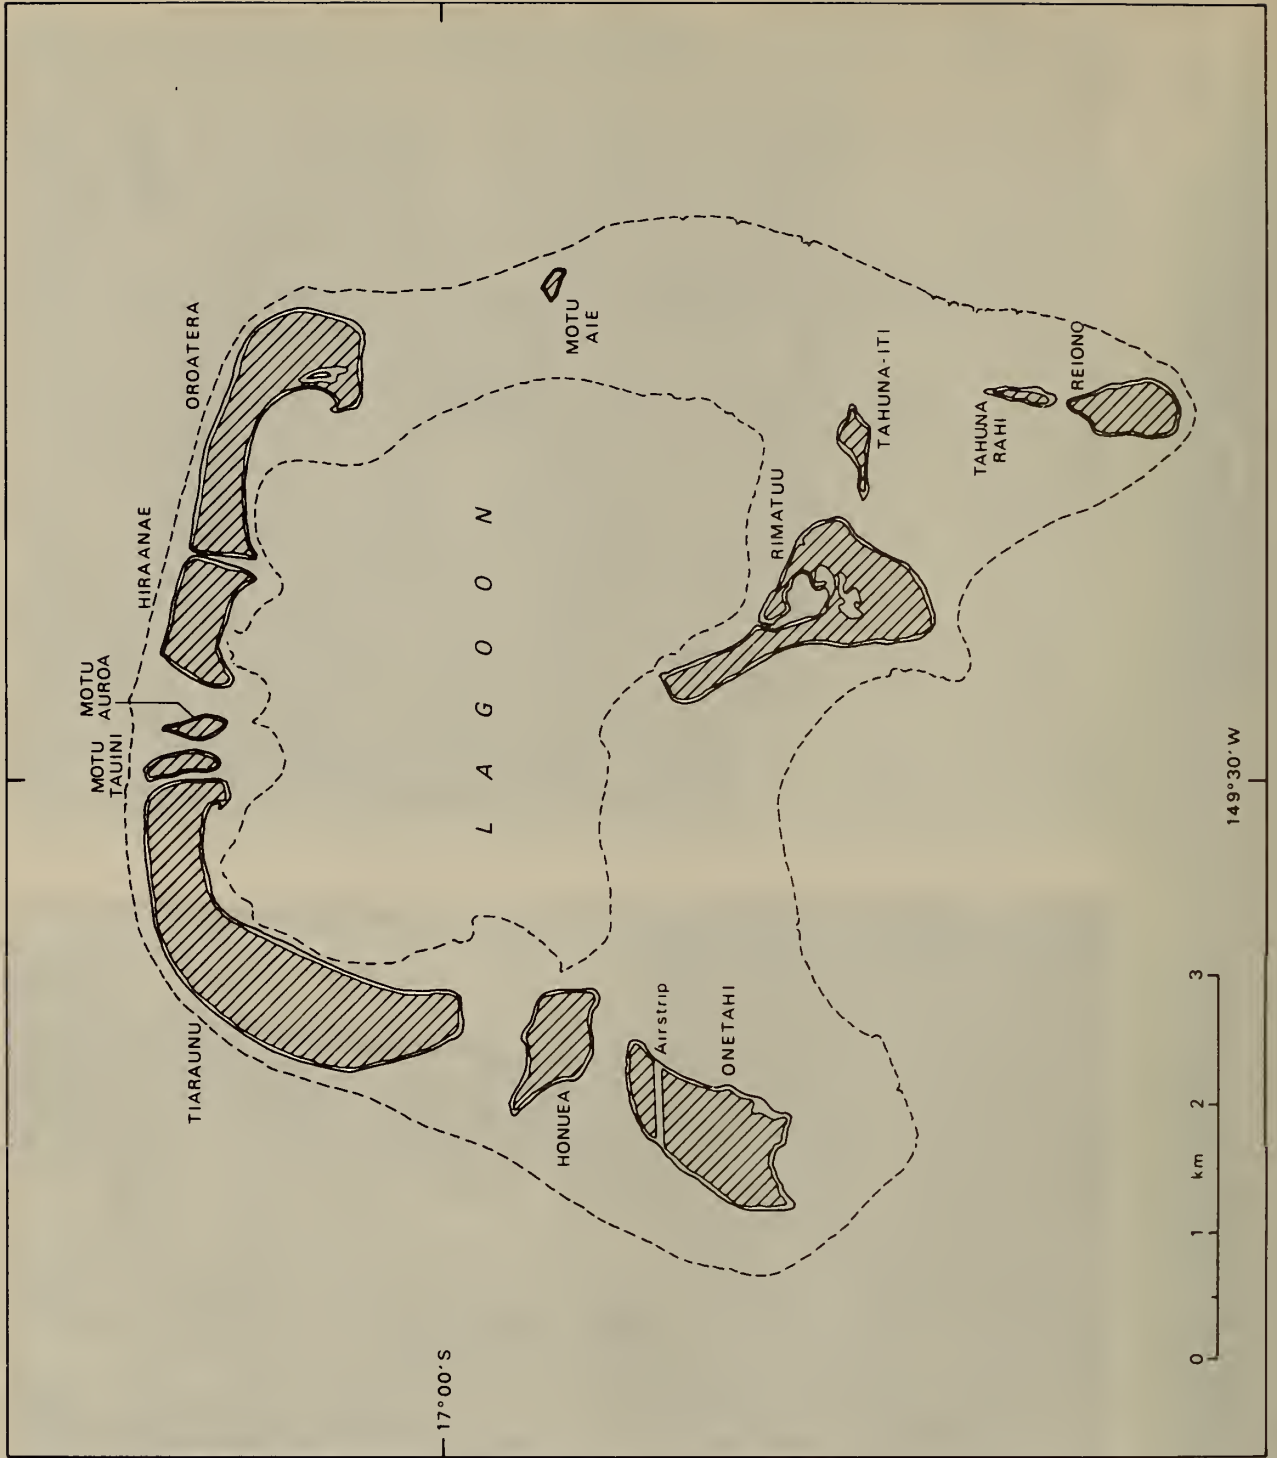 MOTU
AUROA
MOTU
TAUINI
HIRAANAE
OROATERA
TIARAUNU
MOTU
AIE
LAGOON
HONUEA
Airstrip
ONETAHI
RIMATUU
TAHUNA-ITI
TAHUNA
RAHI
REIONO
17°00'S
149°30'W
0 1 2 3
km